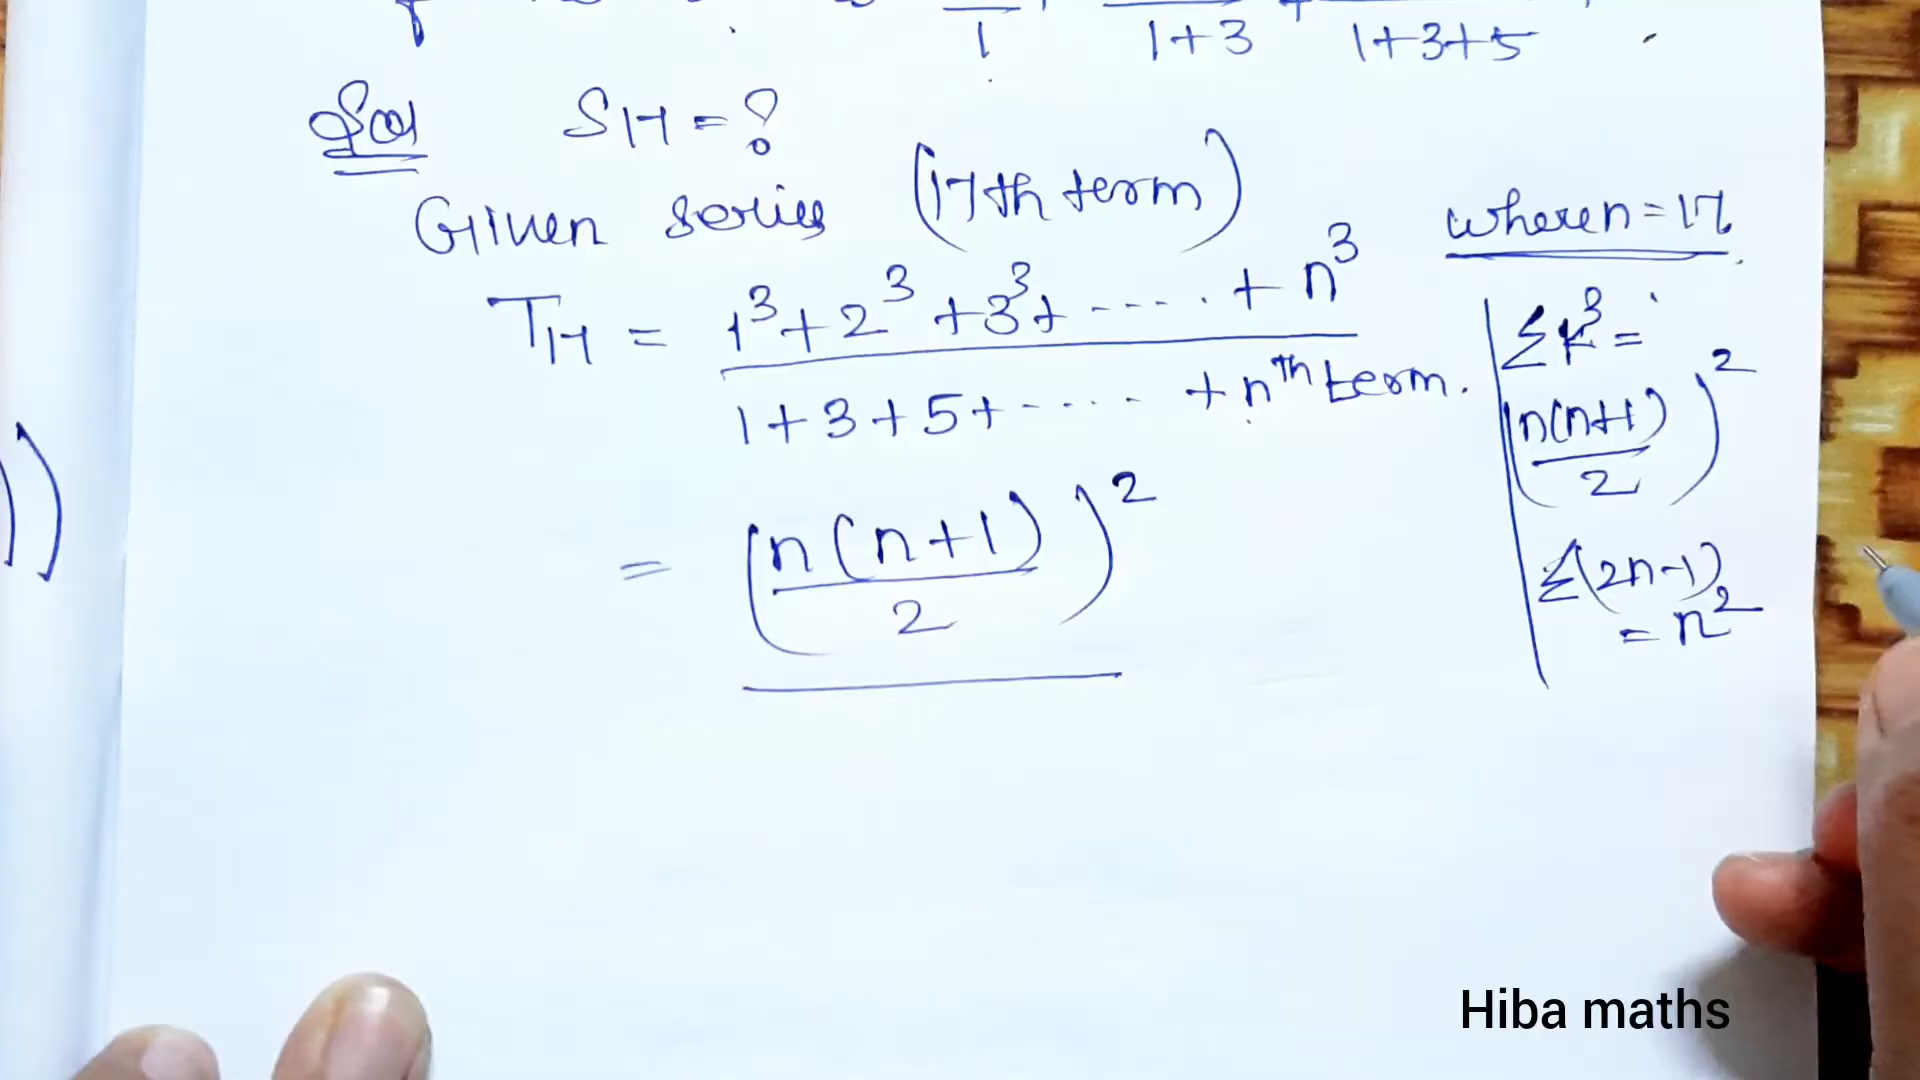 1 1+3 + 1+3+5
Sol S17 = ?
Given series (17th term) where n = 17
T17 = 1³+2³+3³+ ----. + n³
1+3+5+----. + nth term.
= (n(n+1)
2)²
Σk³ =
(n(n+1)
2)²
Σ(2n-1)
= n²
Hiba maths